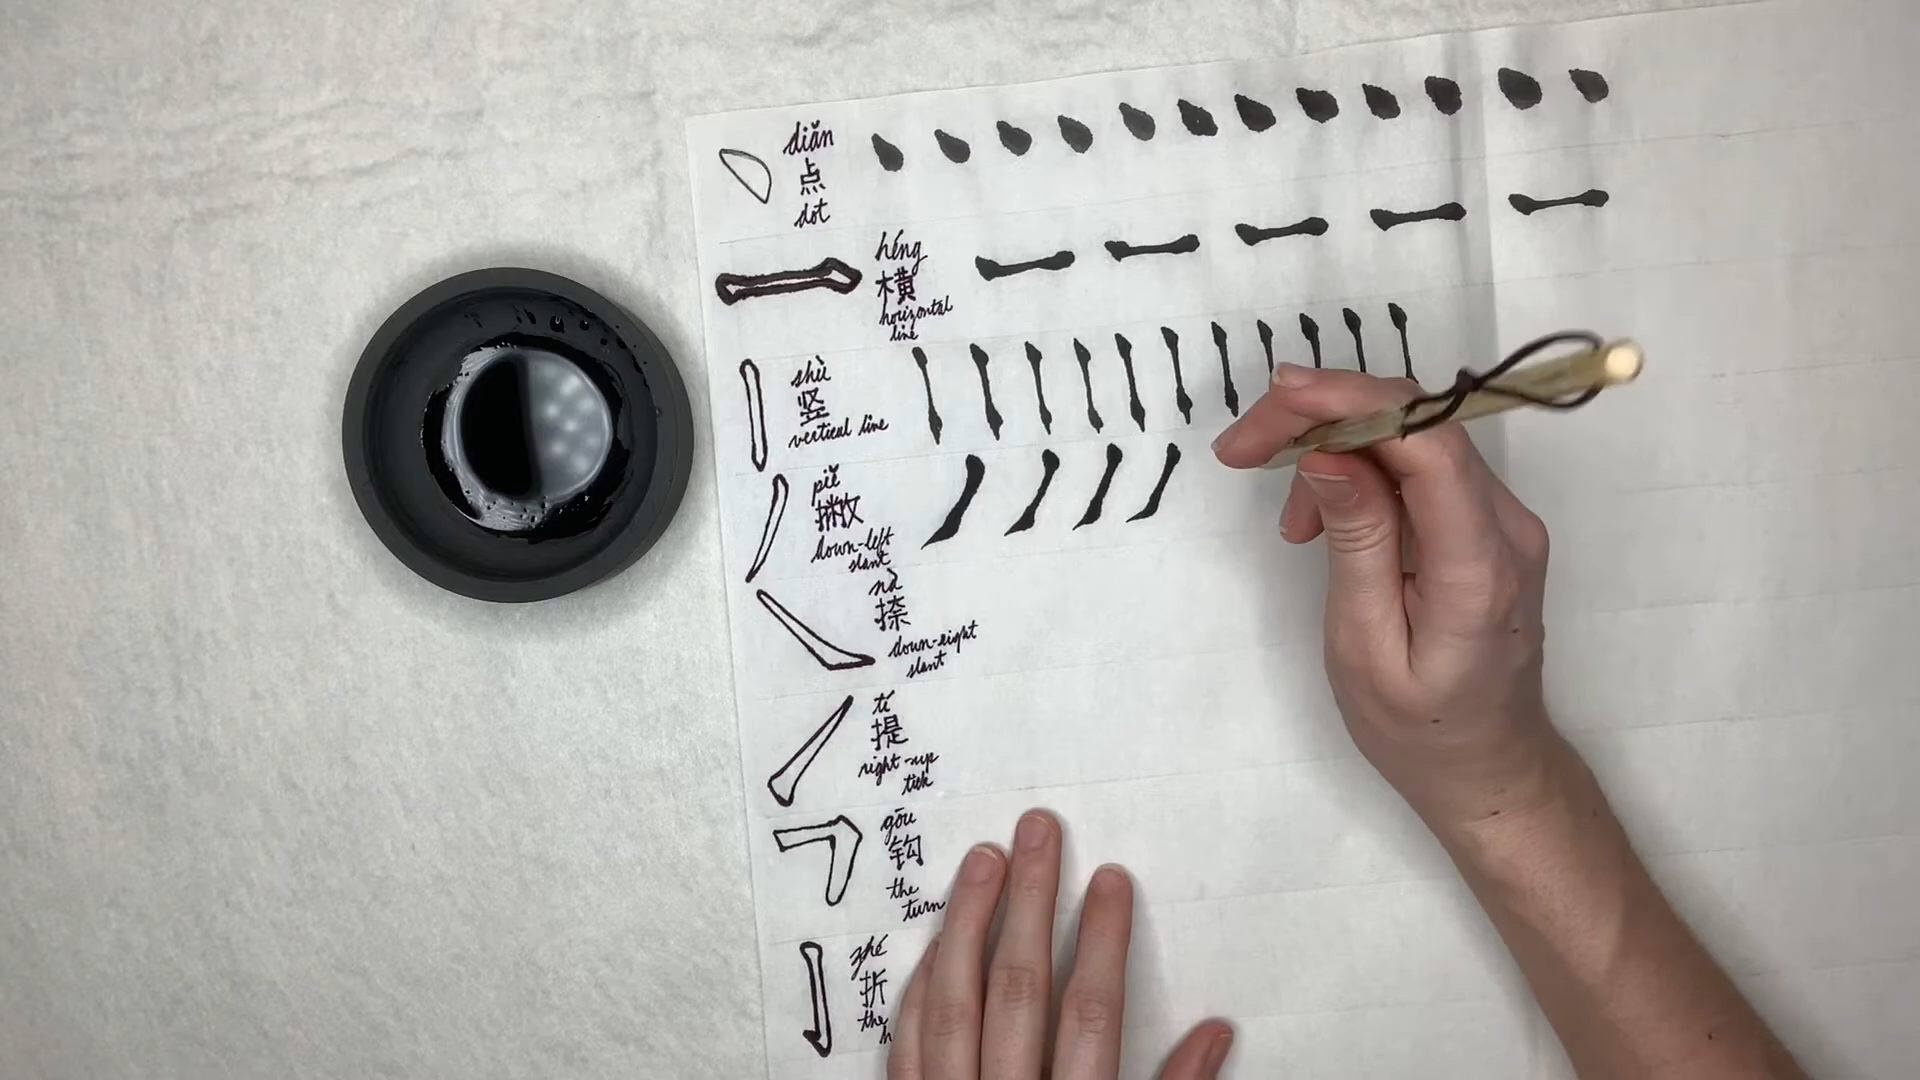 diǎn
点
dot
héng
横
horizontal
line
shù
竖
vertical line
piě
撇
down-left
slant
nà
捺
down-right
slant
tí
提
right-up
tick
gōu
钩
the
turn
zhé
折
the
h